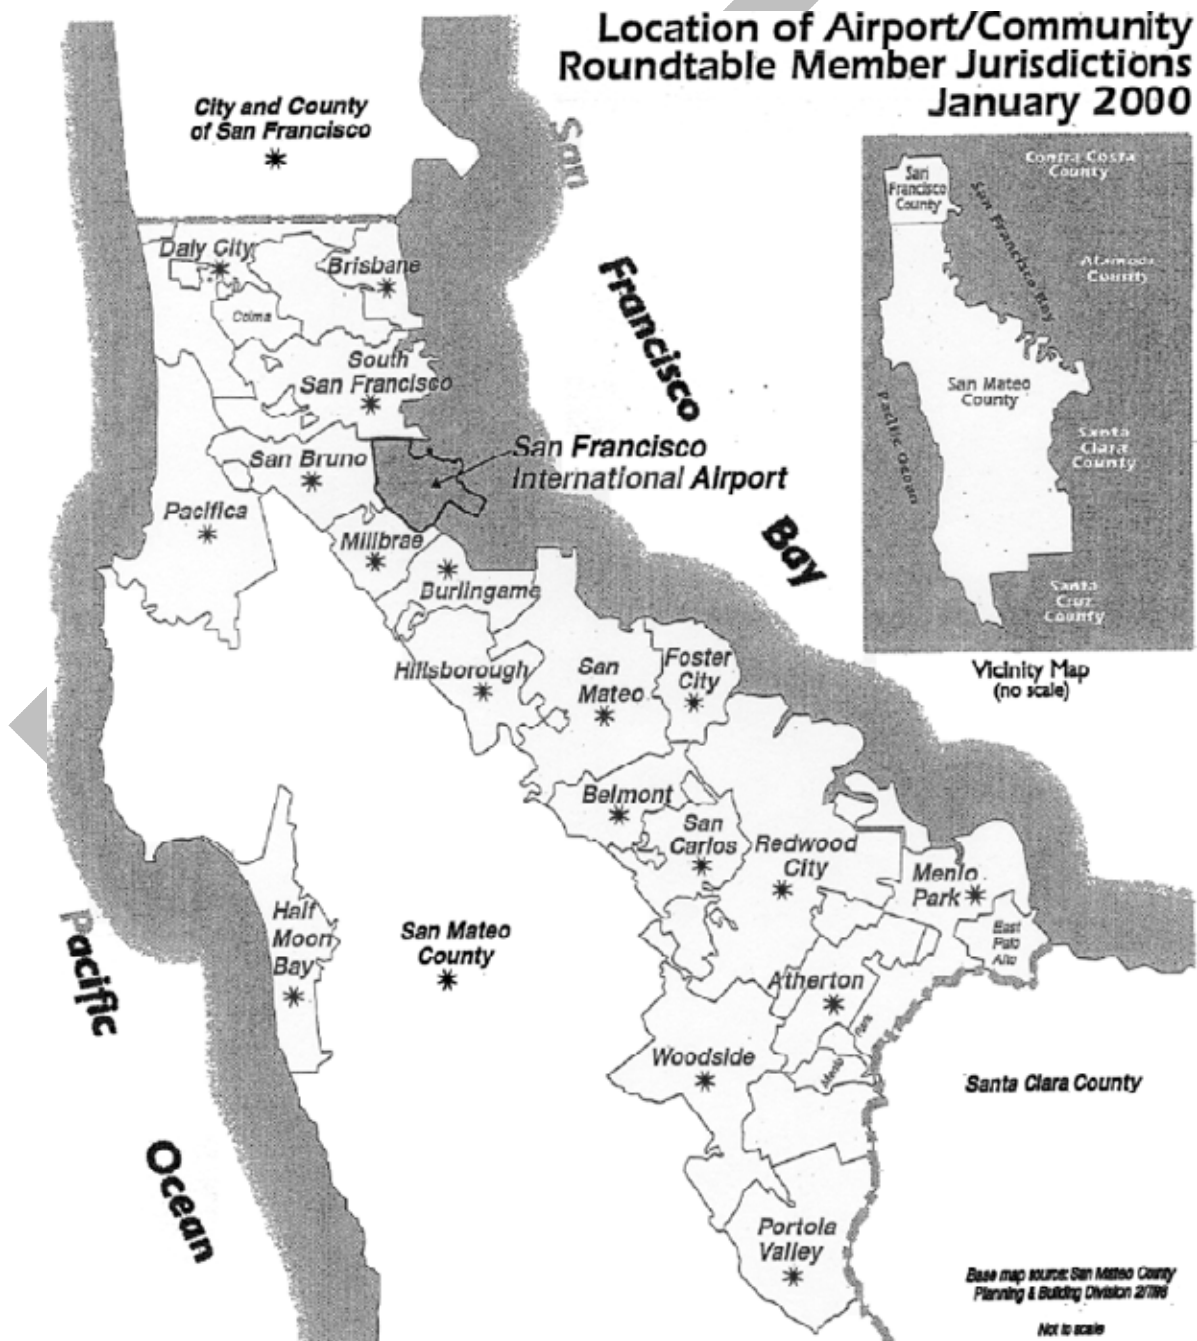 Location of Airport/Community
Roundtable Member Jurisdictions
January 2000
City and County
of San Francisco
San
Francisco
Bay
Daly City
Brisbane
Colma
South
San Francisco
San Francisco
International Airport
San Bruno
Pacifica
Millbrae
Burlingame
Hillsborough
San
Mateo
Foster
City
Belmont
San
Carlos
Redwood
City
Menlo
Park
East
Palo
Alto
Half
Moon
Bay
San Mateo
County
Atherton
Park
Menlo
Woodside
Portola
Valley
Santa Clara County
Pacific
Ocean
San
Francisco
County
Contra Costa
County
San Francisco Bay
Alameda
County
San Mateo
County
Pacific Ocean
Santa
Clara
County
Santa
Cruz
County
Vicinity Map
(no scale)
Base map source: San Mateo County
Planning & Building Division 2/7/96
Not to scale